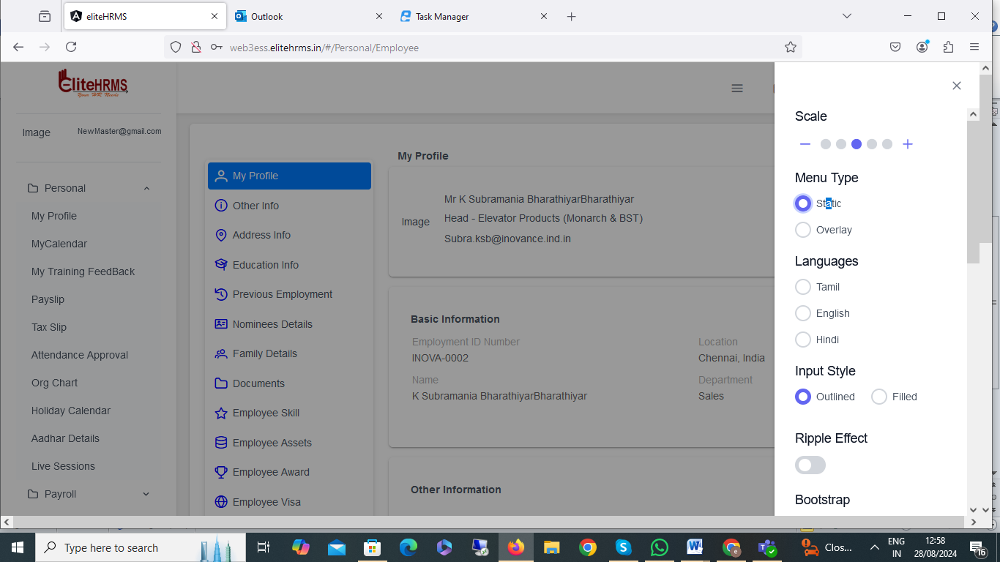 eliteHRMS
Outlook
Task Manager
web3ess.elitehrms.in/#/Personal/Employee
EliteHRMS
Your HR Needs
Image
NewMaster@gmail.com
Personal
My Profile
MyCalendar
My Training FeedBack
Payslip
Tax Slip
Attendance Approval
Org Chart
Holiday Calendar
Aadhar Details
Live Sessions
Payroll
My Profile
Other Info
Address Info
Education Info
Previous Employment
Nominees Details
Family Details
Documents
Employee Skill
Employee Assets
Employee Award
Employee Visa
My Profile
Image
Mr K Subramania BharathiyarBharathiyar
Head - Elevator Products (Monarch & BST)
Subra.ksb@inovance.ind.in
Basic Information
Employment ID Number
Location
INOVA-0002
Chennai, India
Name
Department
K Subramania BharathiyarBharathiyar
Sales
Other Information
Scale
Menu Type
Static
Overlay
Languages
Tamil
English
Hindi
Input Style
Outlined
Filled
Ripple Effect
Bootstrap
Type here to search
Clos...
ENG
IN
12:58
28/08/2024
16